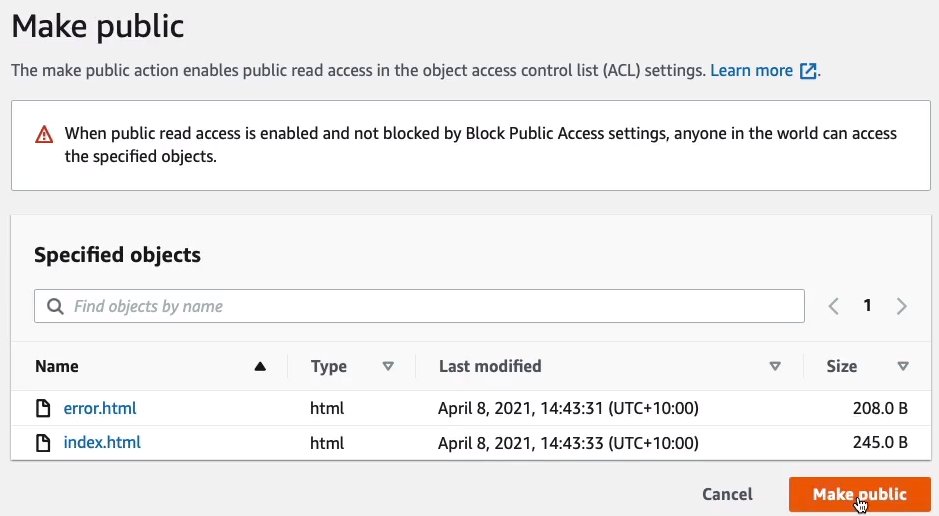 Make public
The make public action enables public read access in the object access control list (ACL) settings. Learn more.
When public read access is enabled and not blocked by Block Public Access settings, anyone in the world can access
the specified objects.
Specified objects
Find objects by name
1
Name Type Last modified Size
error.html html April 8, 2021, 14:43:31 (UTC+10:00) 208.0 B
index.html html April 8, 2021, 14:43:33 (UTC+10:00) 245.0 B
Cancel Make public